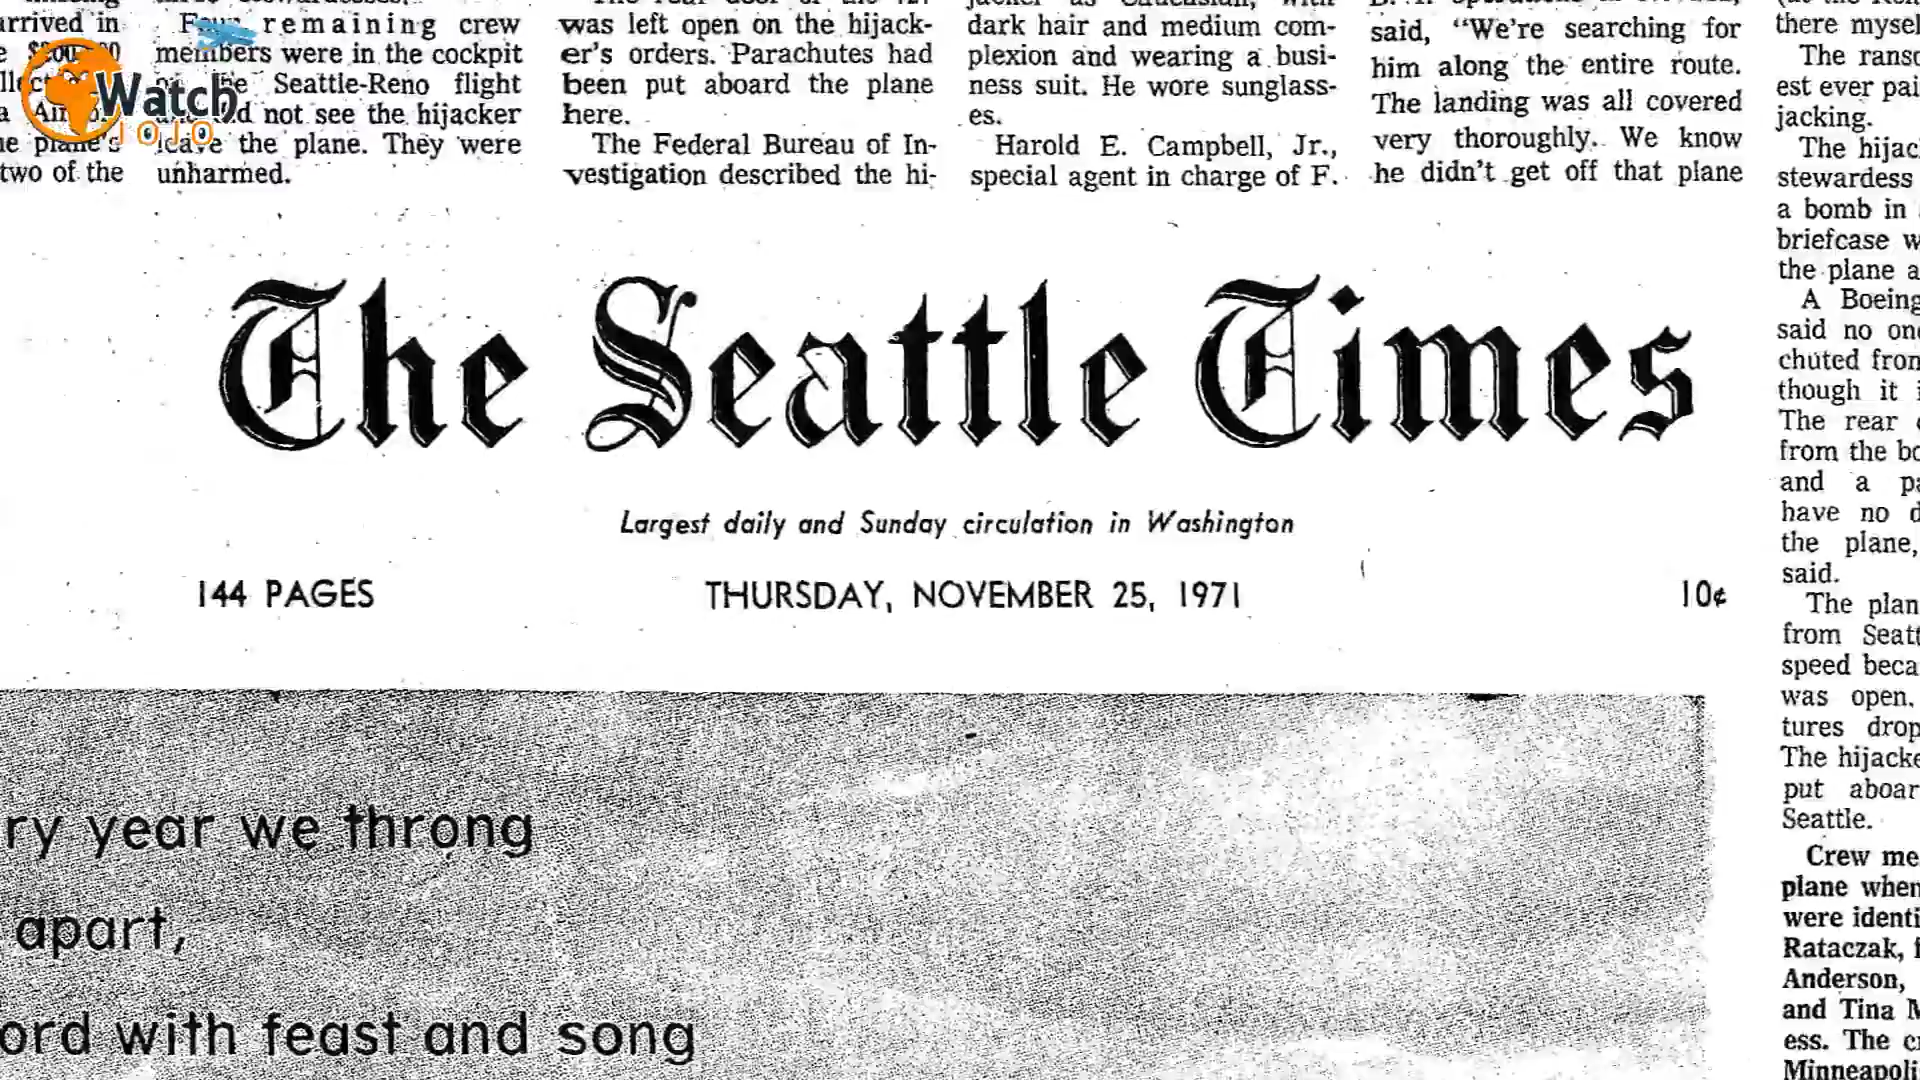 arrived in
two of the
remaining crew
members were in the cockpit
Seattle-Reno flight
not see the hijacker
leave the plane. They were
unharmed.
was left open on the hijack-
er's orders. Parachutes had
been put aboard the plane
here.
The Federal Bureau of In-
vestigation described the hi-
dark hair and medium com-
plexion and wearing a busi-
ness suit. He wore sunglass-
es.
Harold E. Campbell, Jr.,
special agent in charge of F.
said, "We're searching for
him along the entire route.
The landing was all covered
very thoroughly. We know
he didn't get off that plane
Watch
MOJO
The Seattle Times
Largest daily and Sunday circulation in Washington
144 PAGES THURSDAY, NOVEMBER 25, 1971 10¢
ry year we throng
apart,
ord with feast and song
there mysel
The ranso
est ever pai
jacking.
The hijac
stewardess
a bomb in
briefcase w
the plane a
A Boeing
said no one
chuted from
though it i
The rear
from the bo
and a pa
have no d
the plane,
said.
The plan
from Seatt
speed beca
was open.
tures drop
The hijacke
put aboar
Seattle.
Crew me
plane when
were identi
Rataczak,
Anderson,
and Tina M
ess. The c
Minneapoli